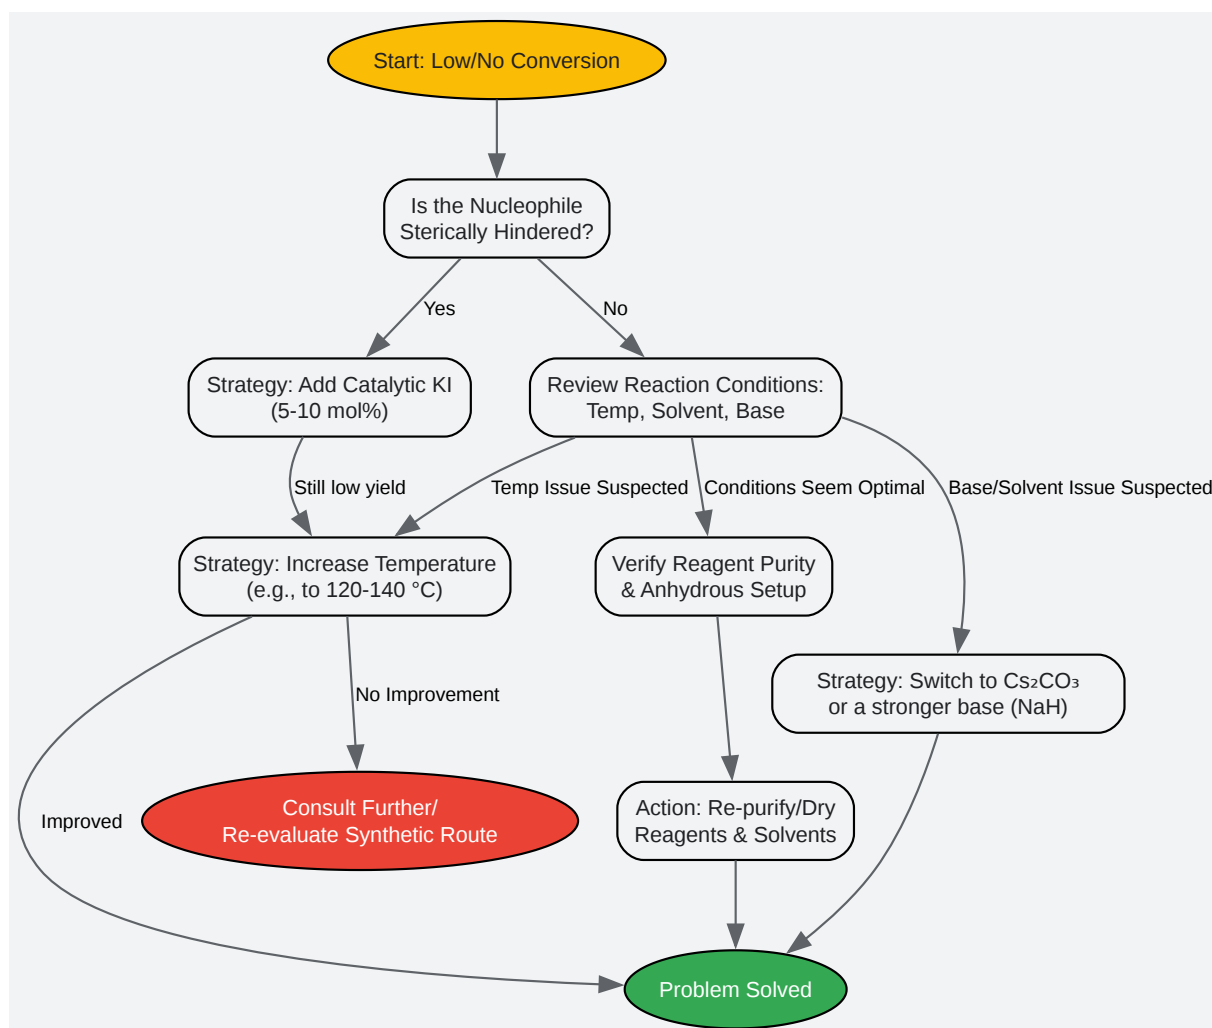 Start: Low/No Conversion
Is the Nucleophile
Sterically Hindered?
Yes
No
Strategy: Add Catalytic KI
(5-10 mol%)
Review Reaction Conditions:
Temp, Solvent, Base
Still low yield
Temp Issue Suspected
Conditions Seem Optimal
Base/Solvent Issue Suspected
Strategy: Increase Temperature
(e.g., to 120-140 °C)
Verify Reagent Purity
& Anhydrous Setup
No Improvement
Strategy: Switch to Cs₂CO₃
or a stronger base (NaH)
Improved
Consult Further/
Re-evaluate Synthetic Route
Action: Re-purify/Dry
Reagents & Solvents
Problem Solved